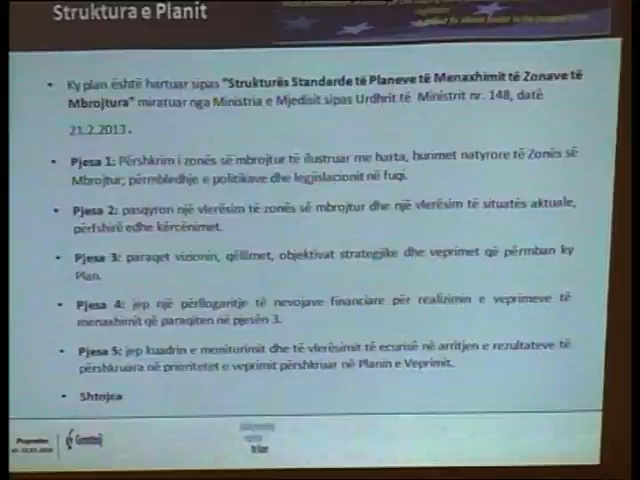 Struktura e Planit
• Ky plan është hartuar sipas "Strukturës Standarde të Planeve të Menaxhimit të Zonave të
Mbrojtura" miratuar nga Ministria e Mjedisit sipas Urdhrit të Ministrit nr. 148, datë
21.2.2013.
• Pjesa 1: Përshkrim i zonës së mbrojtur të ilustruar me harta, burimet natyrore të Zonës së
Mbrojtur; përmbledhje e politikave dhe legjislacionit në fuqi.
• Pjesa 2: pasqyron një vlerësim të zonës së mbrojtur dhe një vlerësim të situatës aktuale,
përfshirë edhe kërcënimet.
• Pjesa 3: paraqet vizionin, qëllimet, objektivat strategjike dhe veprimet që përmban ky
Plan.
• Pjesa 4: jep një përllogaritje të nevojave financiare për realizimin e veprimeve të
menaxhimit që paraqiten në pjesën 3.
• Pjesa 5: jep kuadrin e monitorimit dhe të vlerësimit të ecurisë në arritjen e rezultateve të
përshkruara në prioritetet e veprimit përshkruar në Planin e Veprimit.
• Shtojca